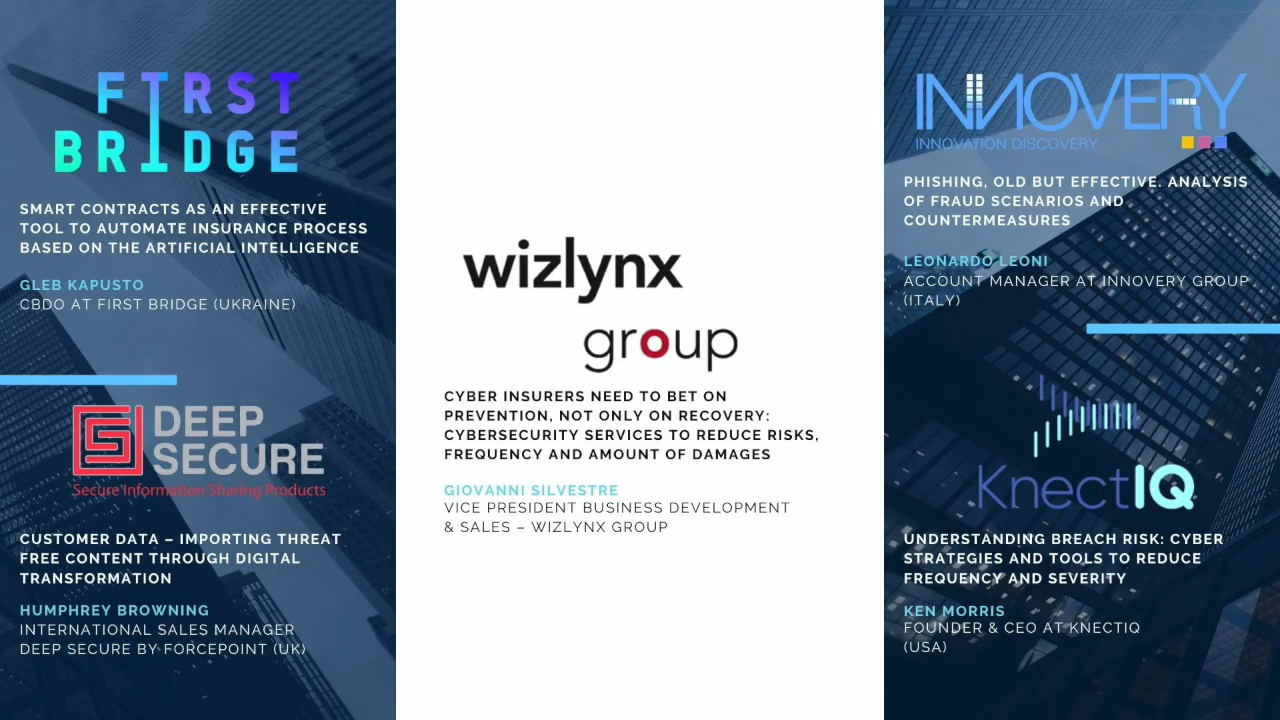 FIRST
BRIDGE
SMART CONTRACTS AS AN EFFECTIVE
TOOL TO AUTOMATE INSURANCE PROCESS
BASED ON THE ARTIFICIAL INTELLIGENCE
GLEB KAPUSTO
CBDO AT FIRST BRIDGE (UKRAINE)
DEEP
SECURE
Secure Information Sharing Products
CUSTOMER DATA – IMPORTING THREAT
FREE CONTENT THROUGH DIGITAL
TRANSFORMATION
HUMPHREY BROWNING
INTERNATIONAL SALES MANAGER
DEEP SECURE BY FORCEPOINT (UK)
wizlynx
group
CYBER INSURERS NEED TO BET ON
PREVENTION, NOT ONLY ON RECOVERY:
CYBERSECURITY SERVICES TO REDUCE RISKS,
FREQUENCY AND AMOUNT OF DAMAGES
GIOVANNI SILVESTRE
VICE PRESIDENT BUSINESS DEVELOPMENT
& SALES – WIZLYNX GROUP
INNOVERY
INNOVATION DISCOVERY
PHISHING, OLD BUT EFFECTIVE. ANALYSIS
OF FRAUD SCENARIOS AND
COUNTERMEASURES
LEONARDO LEONI
ACCOUNT MANAGER AT INNOVERY GROUP
(ITALY)
KnectIQ
UNDERSTANDING BREACH RISK: CYBER
STRATEGIES AND TOOLS TO REDUCE
FREQUENCY AND SEVERITY
KEN MORRIS
FOUNDER & CEO AT KNECTIQ
(USA)